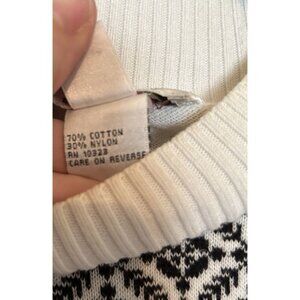 70% COTTON
30% NYLON
RN 19323
CARE ON REVERSE